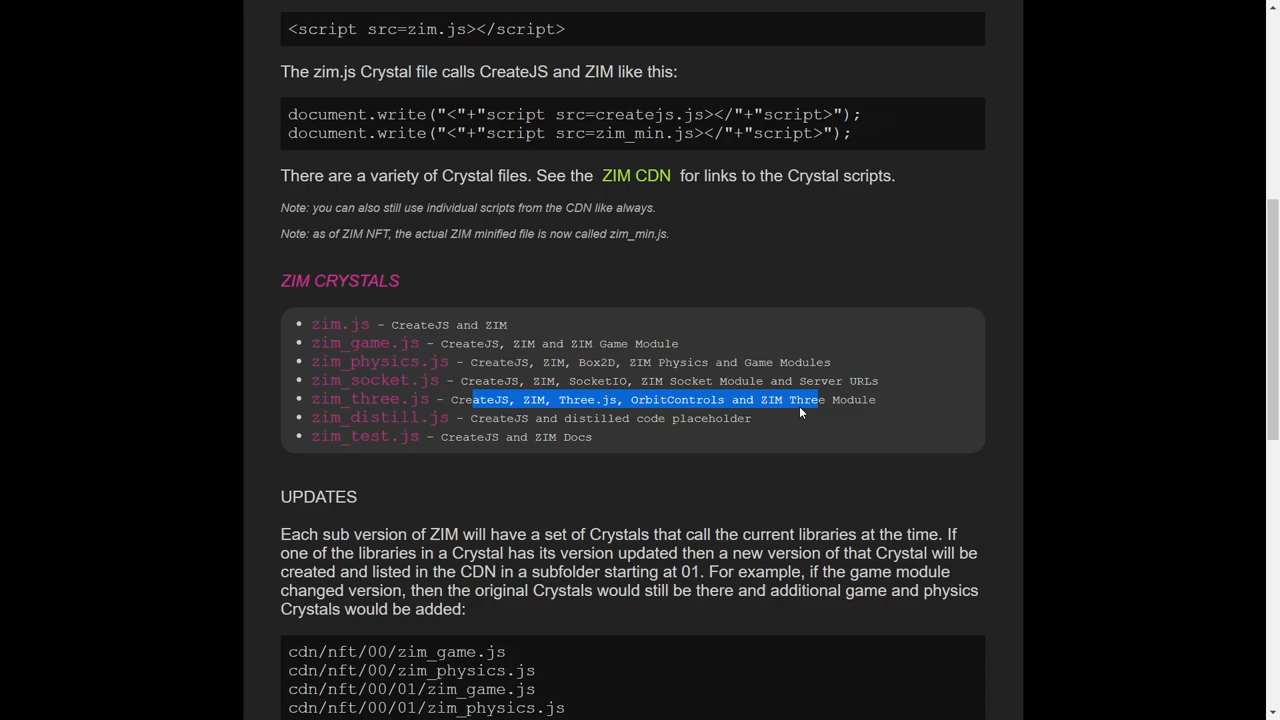 <script src=zim.js></script>
The zim.js Crystal file calls CreateJS and ZIM like this:
document.write("<"+"script src=createjs.js></"+"script>");
document.write("<"+"script src=zim_min.js></"+"script>");
There are a variety of Crystal files. See the ZIM CDN for links to the Crystal scripts.
Note: you can also still use individual scripts from the CDN like always.
Note: as of ZIM NFT, the actual ZIM minified file is now called zim_min.js.
ZIM CRYSTALS
• zim.js - CreateJS and ZIM
• zim_game.js - CreateJS, ZIM and ZIM Game Module
• zim_physics.js - CreateJS, ZIM, Box2D, ZIM Physics and Game Modules
• zim_socket.js - CreateJS, ZIM, SocketIO, ZIM Socket Module and Server URLs
• zim_three.js - CreateJS, ZIM, Three.js, OrbitControls and ZIM Three Module
• zim_distill.js - CreateJS and distilled code placeholder
• zim_test.js - CreateJS and ZIM Docs
UPDATES
Each sub version of ZIM will have a set of Crystals that call the current libraries at the time. If
one of the libraries in a Crystal has its version updated then a new version of that Crystal will be
created and listed in the CDN in a subfolder starting at 01. For example, if the game module
changed version, then the original Crystals would still be there and additional game and physics
Crystals would be added:
cdn/nft/00/zim_game.js
cdn/nft/00/zim_physics.js
cdn/nft/00/01/zim_game.js
cdn/nft/00/01/zim_physics.js